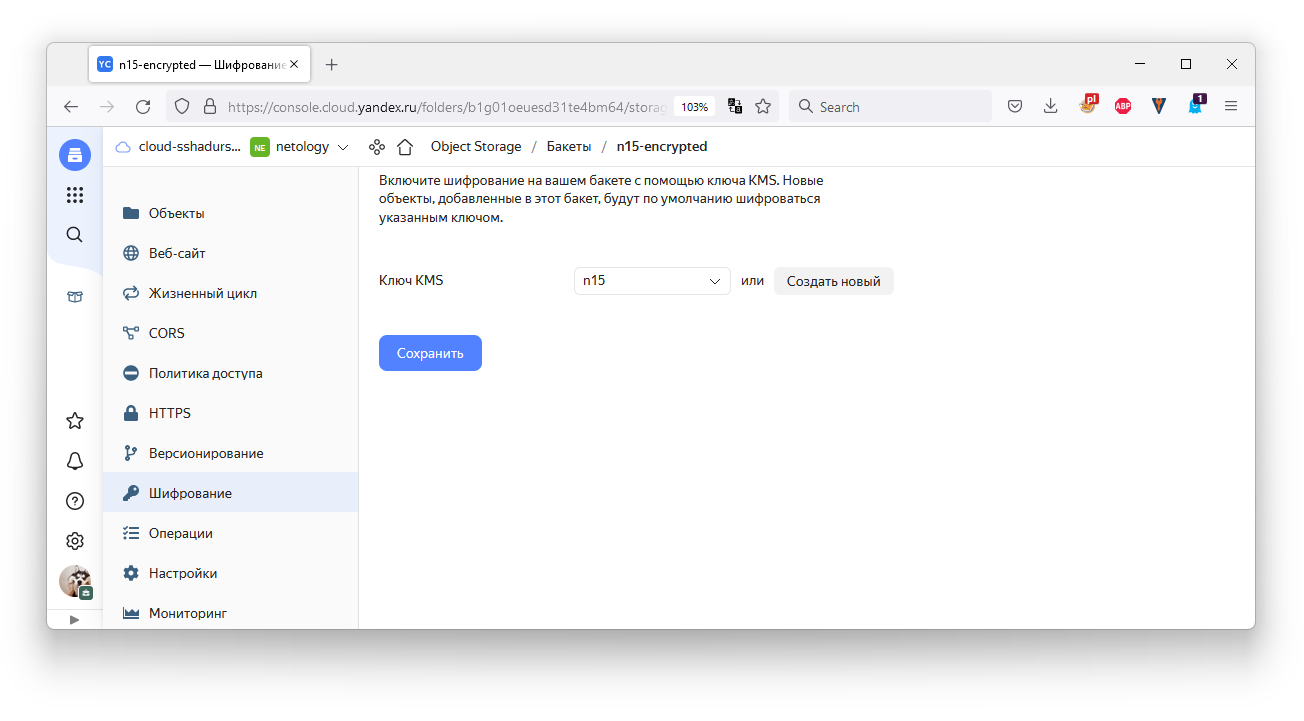 YC n15-encrypted — Шифрование
https://console.cloud.yandex.ru/folders/b1g01oeuesd31te4bm64/storag
103%
Search
pl
ABP
1
cloud-sshadurs...
NE netology
Object Storage / Бакеты / n15-encrypted
Объекты
Веб-сайт
Жизненный цикл
CORS
Политика доступа
HTTPS
Версионирование
Шифрование
Операции
Настройки
Мониторинг
Включите шифрование на вашем бакете с помощью ключа KMS. Новые
объекты, добавленные в этот бакет, будут по умолчанию шифроваться
указанным ключом.
Ключ KMS
n15
или
Создать новый
Сохранить